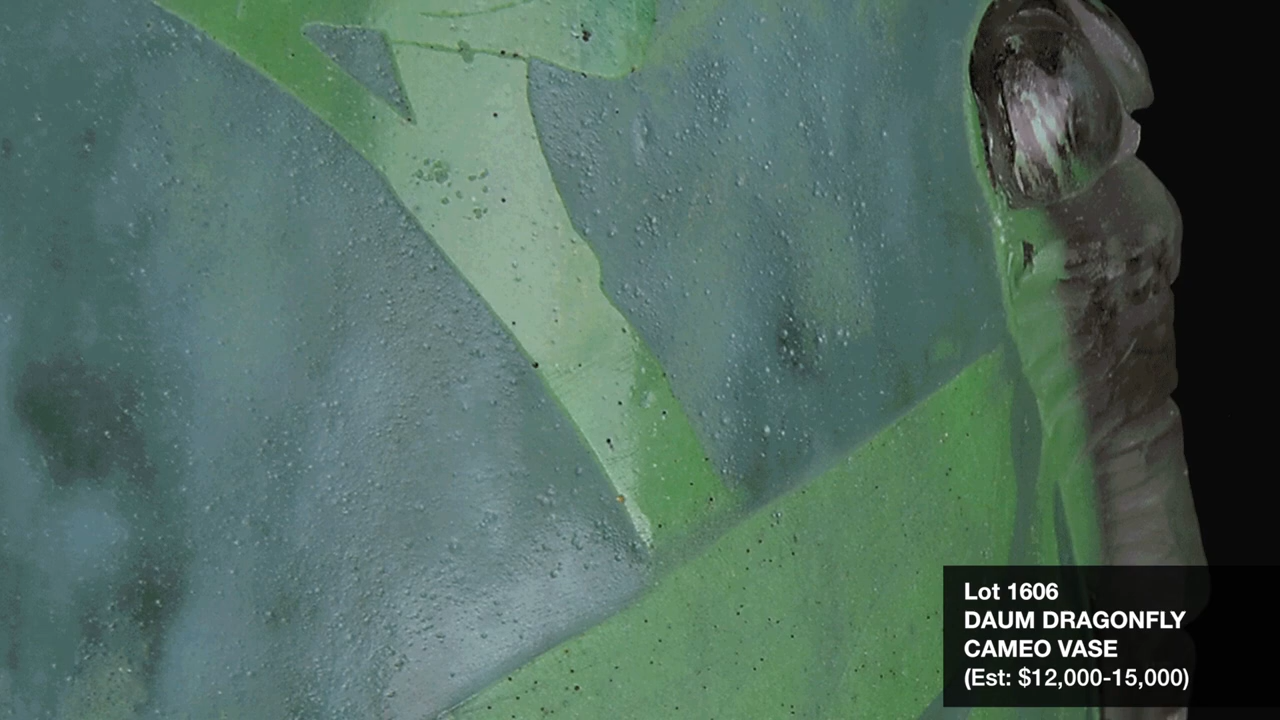 Lot 1606
DAUM DRAGONFLY
CAMEO VASE
(Est: $12,000-15,000)